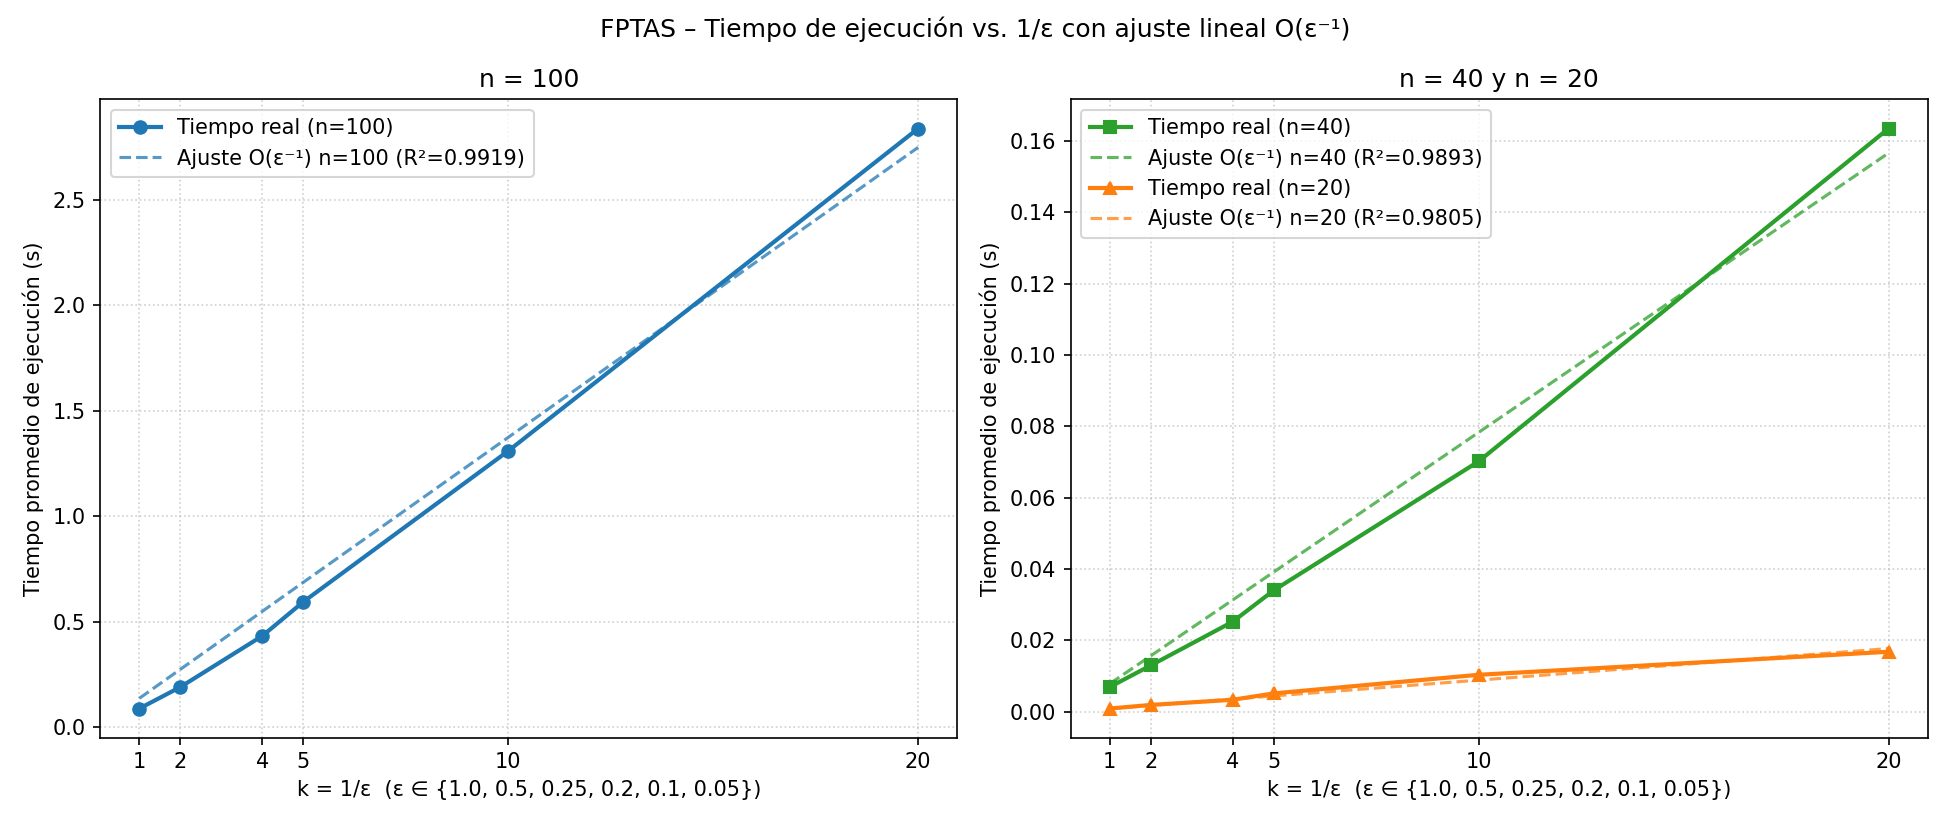 FPTAS – Tiempo de ejecución vs. 1/ε con ajuste lineal O(ε⁻¹)
n = 100
Tiempo real (n=100)
Ajuste O(ε⁻¹) n=100 (R²=0.9919)
Tiempo promedio de ejecución (s)
2.5
2.0
1.5
1.0
0.5
0.0
1 2 4 5 10 20
k = 1/ε (ε ∈ {1.0, 0.5, 0.25, 0.2, 0.1, 0.05})
n = 40 y n = 20
Tiempo real (n=40)
Ajuste O(ε⁻¹) n=40 (R²=0.9893)
Tiempo real (n=20)
Ajuste O(ε⁻¹) n=20 (R²=0.9805)
Tiempo promedio de ejecución (s)
0.16
0.14
0.12
0.10
0.08
0.06
0.04
0.02
0.00
1 2 4 5 10 20
k = 1/ε (ε ∈ {1.0, 0.5, 0.25, 0.2, 0.1, 0.05})